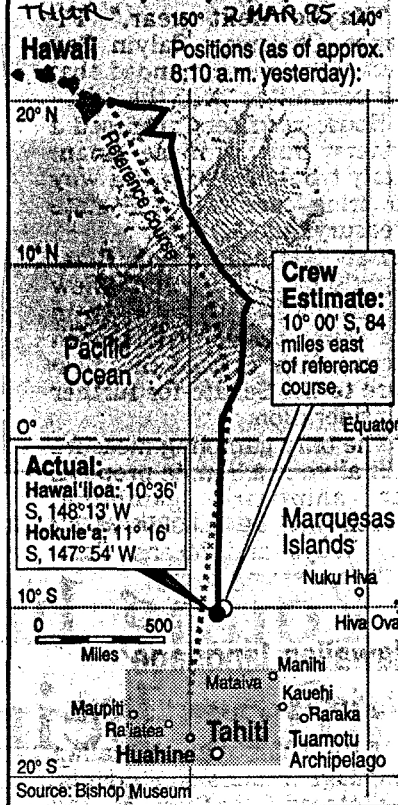 THUR 2 MAR 95
150° 140°
Hawaii
Positions (as of approx.
8:10 a.m. yesterday):
20° N
Reference course
10° N
Crew
Estimate:
10° 00' S, 84
miles east
of reference
course.
Pacific
Ocean
0°
Equator
Actual:
Hawai'iloa: 10°36'
S, 148°13' W
Hokule'a: 11° 16'
S, 147° 54' W
Marquesas
Islands
Nuku Hiva
10° S
Hiva Ova
0 500
Miles
Manihi
Mataiva
Kauehi
Maupiti
Raraka
Ra'iatea
Tahiti
Huahine
Tuamotu
Archipelago
20° S
Source: Bishop Museum